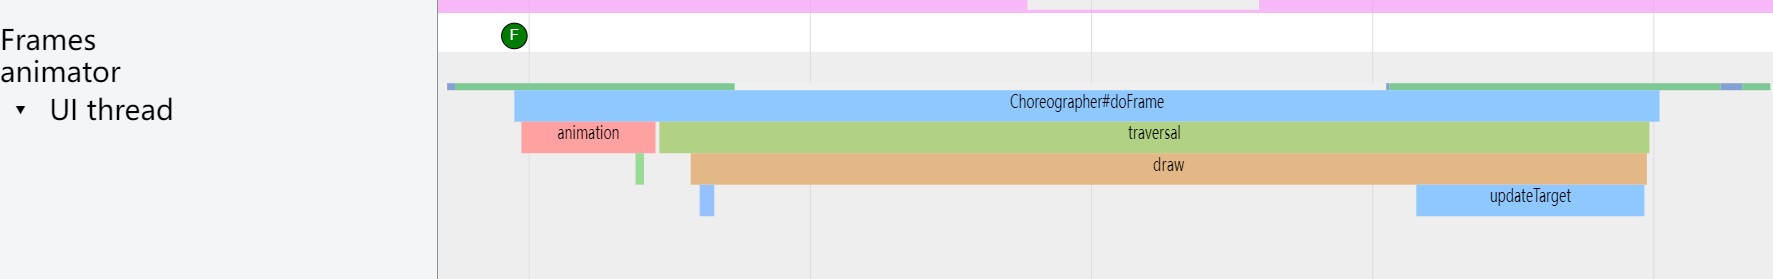 Frames
F
animator
UI thread
Choreographer#doFrame
animation
traversal
draw
updateTarget